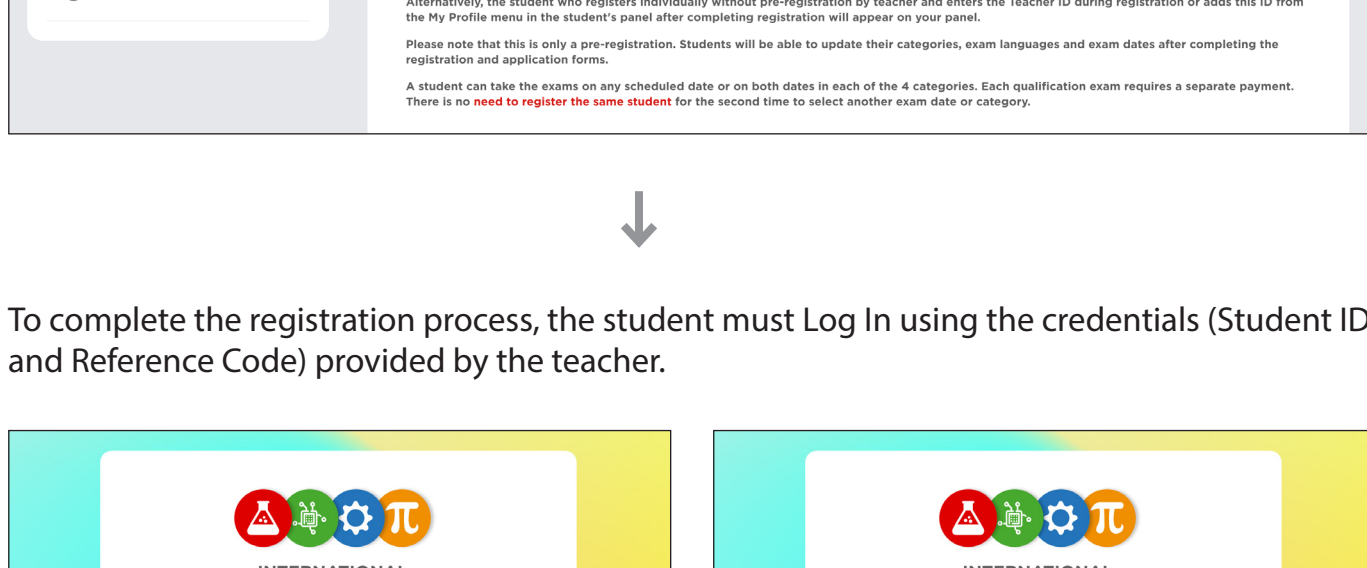 Alternatively, the student who registers individually without pre-registration by teacher and enters the Teacher ID during registration or adds this ID from
the My Profile menu in the student's panel after completing registration will appear on your panel.
Please note that this is only a pre-registration. Students will be able to update their categories, exam languages and exam dates after completing the
registration and application forms.
A student can take the exams on any scheduled date or on both dates in each of the 4 categories. Each qualification exam requires a separate payment.
There is no need to register the same student for the second time to select another exam date or category.
To complete the registration process, the student must Log In using the credentials (Student ID
and Reference Code) provided by the teacher.
π π
INTERNATIONAL INTERNATIONAL